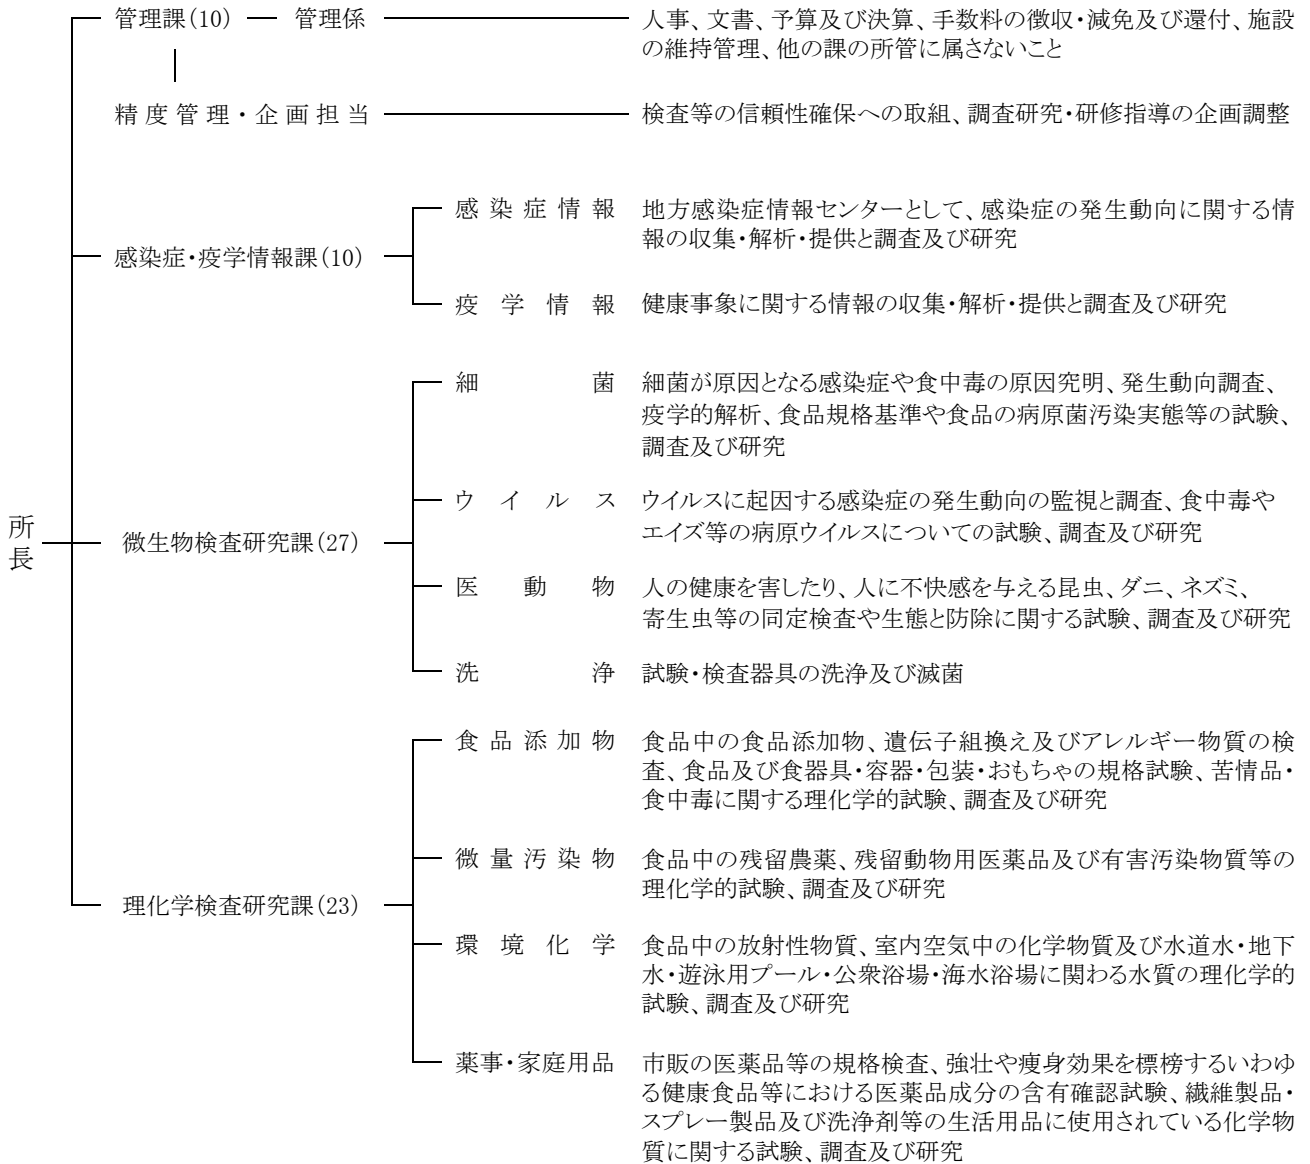 管理課(10) 管理係 人事、文書、予算及び決算、手数料の徴収・減免及び還付、施設
の維持管理、他の課の所管に属さないこと
精度管理・企画担当 検査等の信頼性確保への取組、調査研究・研修指導の企画調整
感染症・疫学情報課(10)
感染症情報 地方感染症情報センターとして、感染症の発生動向に関する情
報の収集・解析・提供と調査及び研究
疫学情報 健康事象に関する情報の収集・解析・提供と調査及び研究
所長
微生物検査研究課(27)
細菌 細菌が原因となる感染症や食中毒の原因究明、発生動向調査、
疫学的解析、食品規格基準や食品の病原菌汚染実態等の試験、
調査及び研究
ウイルス ウイルスに起因する感染症の発生動向の監視と調査、食中毒や
エイズ等の病原ウイルスについての試験、調査及び研究
医動物 人の健康を害したり、人に不快感を与える昆虫、ダニ、ネズミ、
寄生虫等の同定検査や生態と防除に関する試験、調査及び研究
洗浄 試験・検査器具の洗浄及び滅菌
理化学検査研究課(23)
食品添加物 食品中の食品添加物、遺伝子組換え及びアレルギー物質の検
査、食品及び食器具・容器・包装・おもちゃの規格試験、苦情品・
食中毒に関する理化学的試験、調査及び研究
微量汚染物 食品中の残留農薬、残留動物用医薬品及び有害汚染物質等の
理化学的試験、調査及び研究
環境化学 食品中の放射性物質、室内空気中の化学物質及び水道水・地下
水・遊泳用プール・公衆浴場・海水浴場に関わる水質の理化学的
試験、調査及び研究
薬事・家庭用品 市販の医薬品等の規格検査、強壮や痩身効果を標榜するいわゆ
る健康食品等における医薬品成分の含有確認試験、繊維製品・
スプレー製品及び洗浄剤等の生活用品に使用されている化学物
質に関する試験、調査及び研究